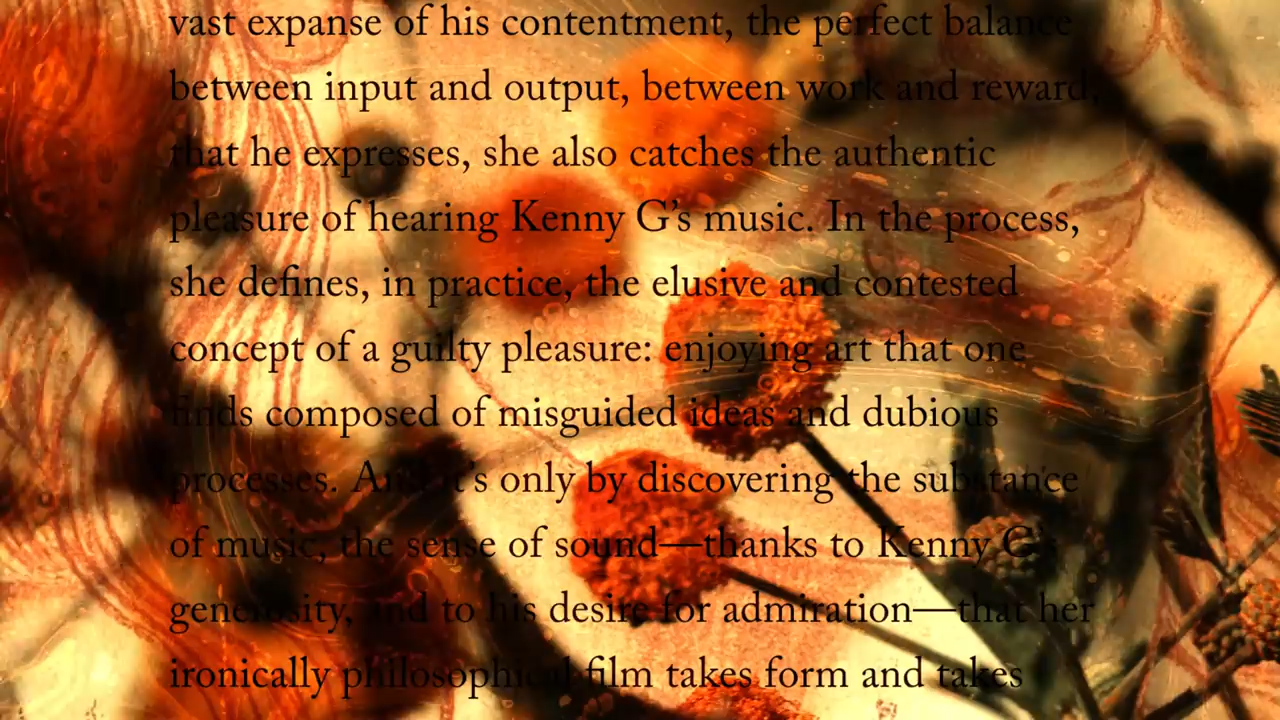 vast expanse of his contentment, the perfect balance
between input and output, between work and reward,
that he expresses, she also catches the authentic
pleasure of hearing Kenny G’s music. In the process,
she defines, in practice, the elusive and contested
concept of a guilty pleasure: enjoying art that one
finds composed of misguided ideas and dubious
processes. And it’s only by discovering the substance
of music, the sense of sound—thanks to Kenny G’s
generosity, and to his desire for admiration—that her
ironically philosophical film takes form and takes